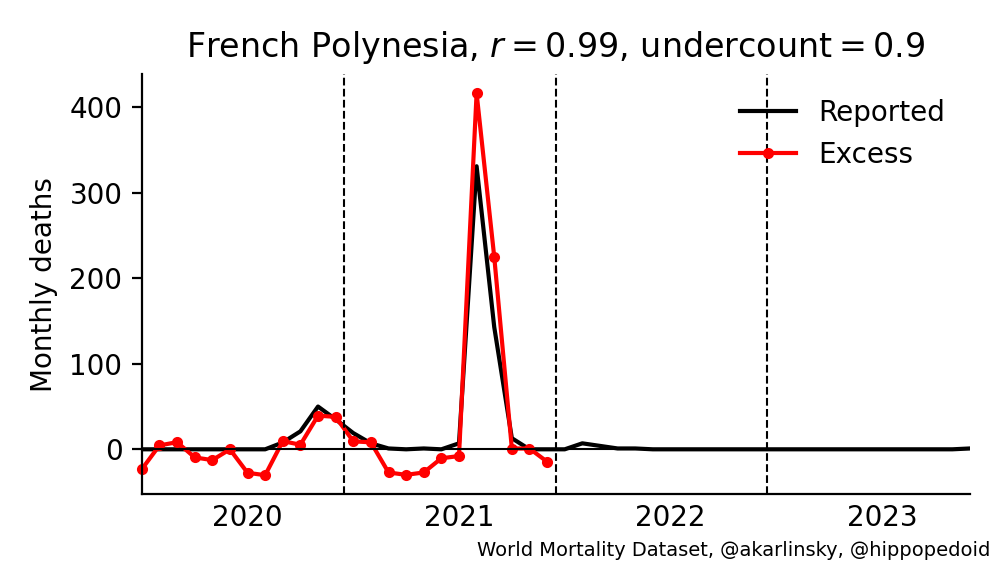 French Polynesia, r = 0.99, undercount = 0.9
Reported
Excess
Monthly deaths
400
300
200
100
0
2020 2021 2022 2023
World Mortality Dataset, @akarlinsky, @hippopedoid